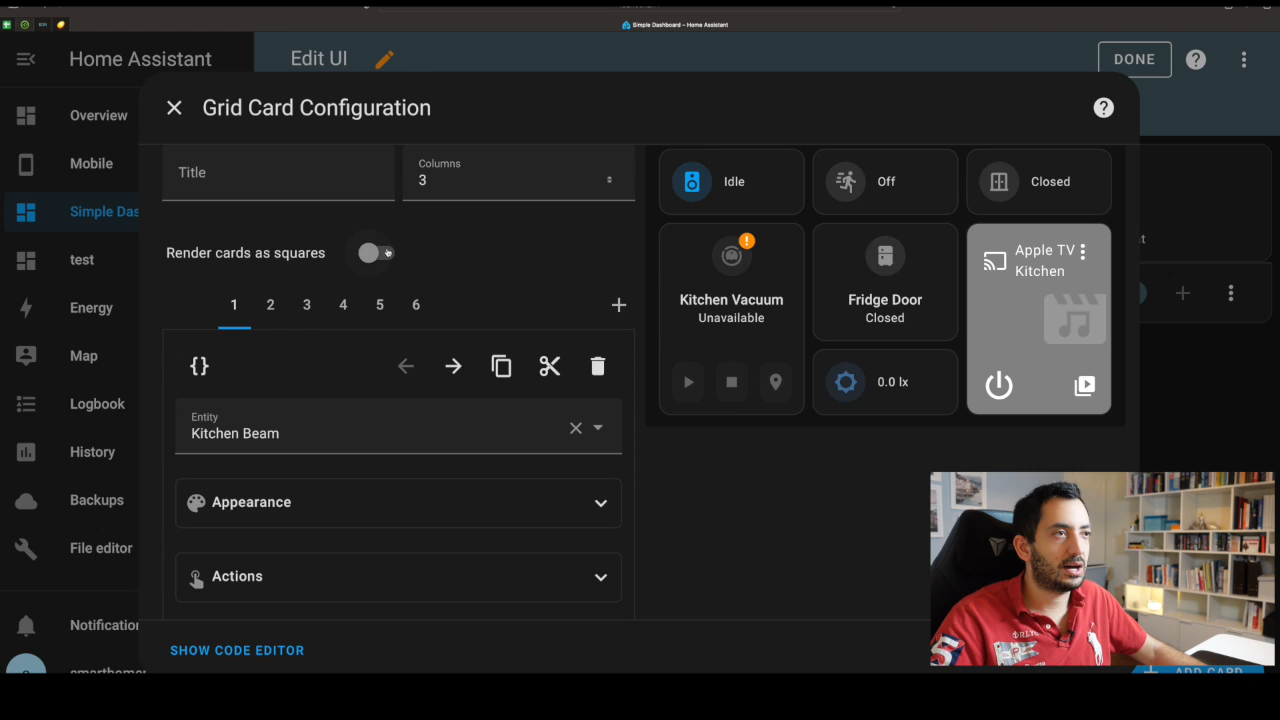 Simple Dashboard – Home Assistant
Home Assistant
Edit UI
DONE
Overview
Mobile
Simple Das
test
Energy
Map
Logbook
History
Backups
File editor
Notification
Grid Card Configuration
Title
Columns
3
Render cards as squares
1 2 3 4 5 6
{}
Entity
Kitchen Beam
Appearance
Actions
SHOW CODE EDITOR
Idle
Off
Closed
Kitchen Vacuum
Unavailable
Fridge Door
Closed
0.0 lx
Apple TV
Kitchen
ADD CARD